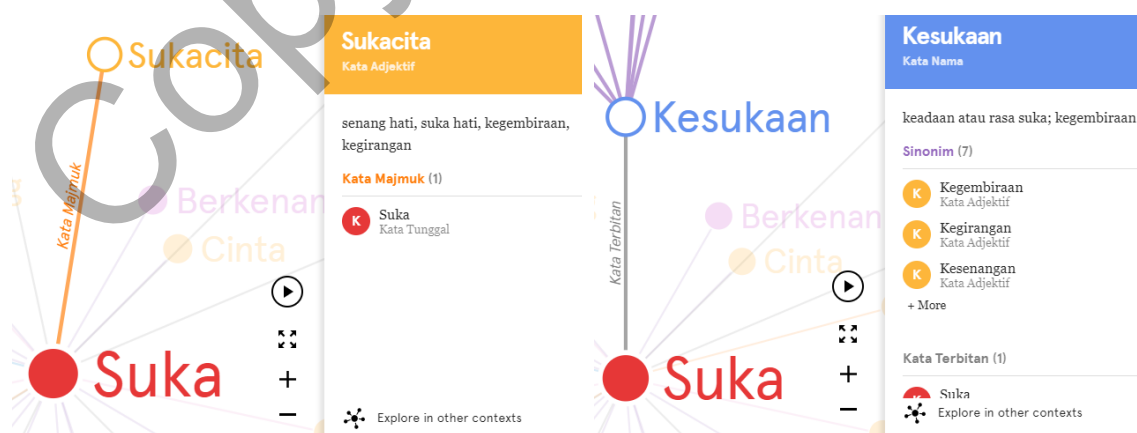 Sukacita
Kata Majmuk
Berkenan
Cinta
Suka
Sukacita
Kata Adjektif
senang hati, suka hati, kegembiraan,
kegirangan
Kata Majmuk (1)
K
Suka
Kata Tunggal
Explore in other contexts
Kesukaan
Kata Terbitan
Berkenan
Cinta
Suka
Kesukaan
Kata Nama
keadaan atau rasa suka; kegembiraan
Sinonim (7)
K
Kegembiraan
Kata Adjektif
K
Kegirangan
Kata Adjektif
K
Kesenangan
Kata Adjektif
+ More
Kata Terbitan (1)
Suka
Explore in other contexts